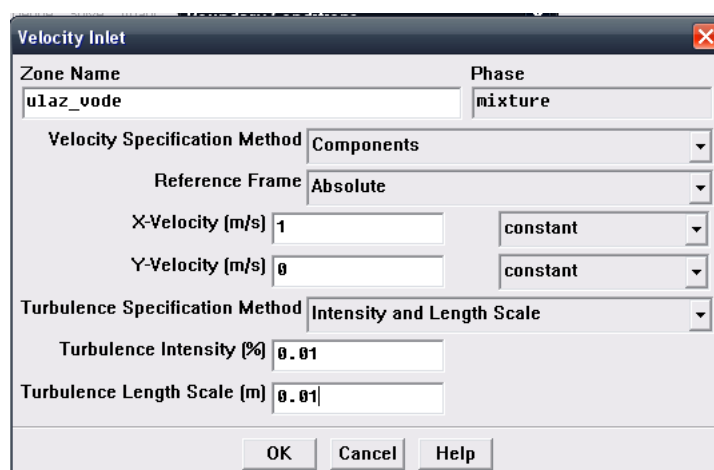 Velocity Inlet
Zone Name Phase
ulaz_vode mixture
Velocity Specification Method Components
Reference Frame Absolute
X-Velocity (m/s) 1 constant
Y-Velocity (m/s) 0 constant
Turbulence Specification Method Intensity and Length Scale
Turbulence Intensity (%) 0.01
Turbulence Length Scale (m) 0.01
OK Cancel Help